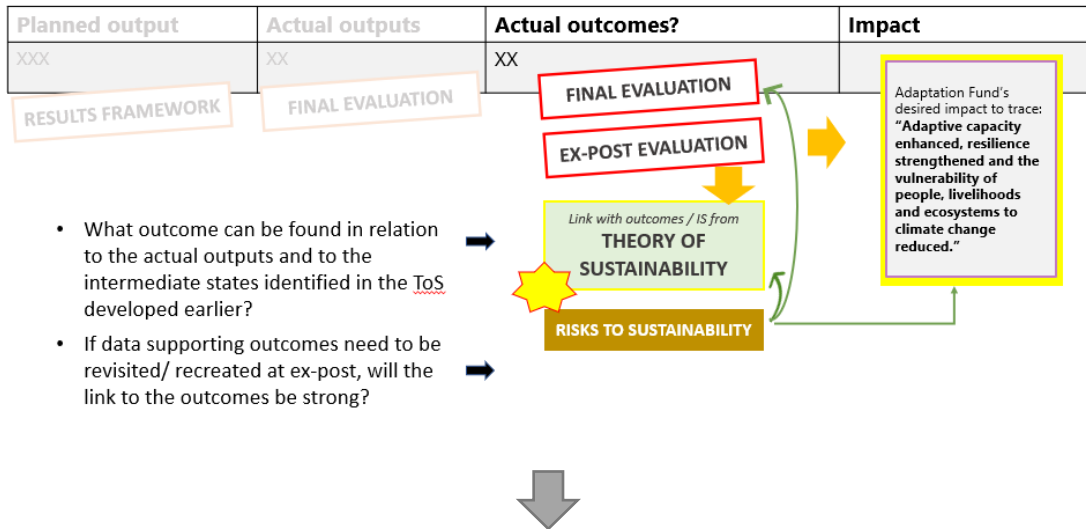 Planned output
Actual outputs
Actual outcomes?
Impact
XXX
XX
XX
RESULTS FRAMEWORK
FINAL EVALUATION
FINAL EVALUATION
EX-POST EVALUATION
Link with outcomes / IS from
THEORY OF
SUSTAINABILITY
RISKS TO SUSTAINABILITY
Adaptation Fund's
desired impact to trace:
"Adaptive capacity
enhanced, resilience
strengthened and the
vulnerability of
people, livelihoods
and ecosystems to
climate change
reduced."
• What outcome can be found in relation
to the actual outputs and to the
intermediate states identified in the ToS
developed earlier?
• If data supporting outcomes need to be
revisited/ recreated at ex-post, will the
link to the outcomes be strong?